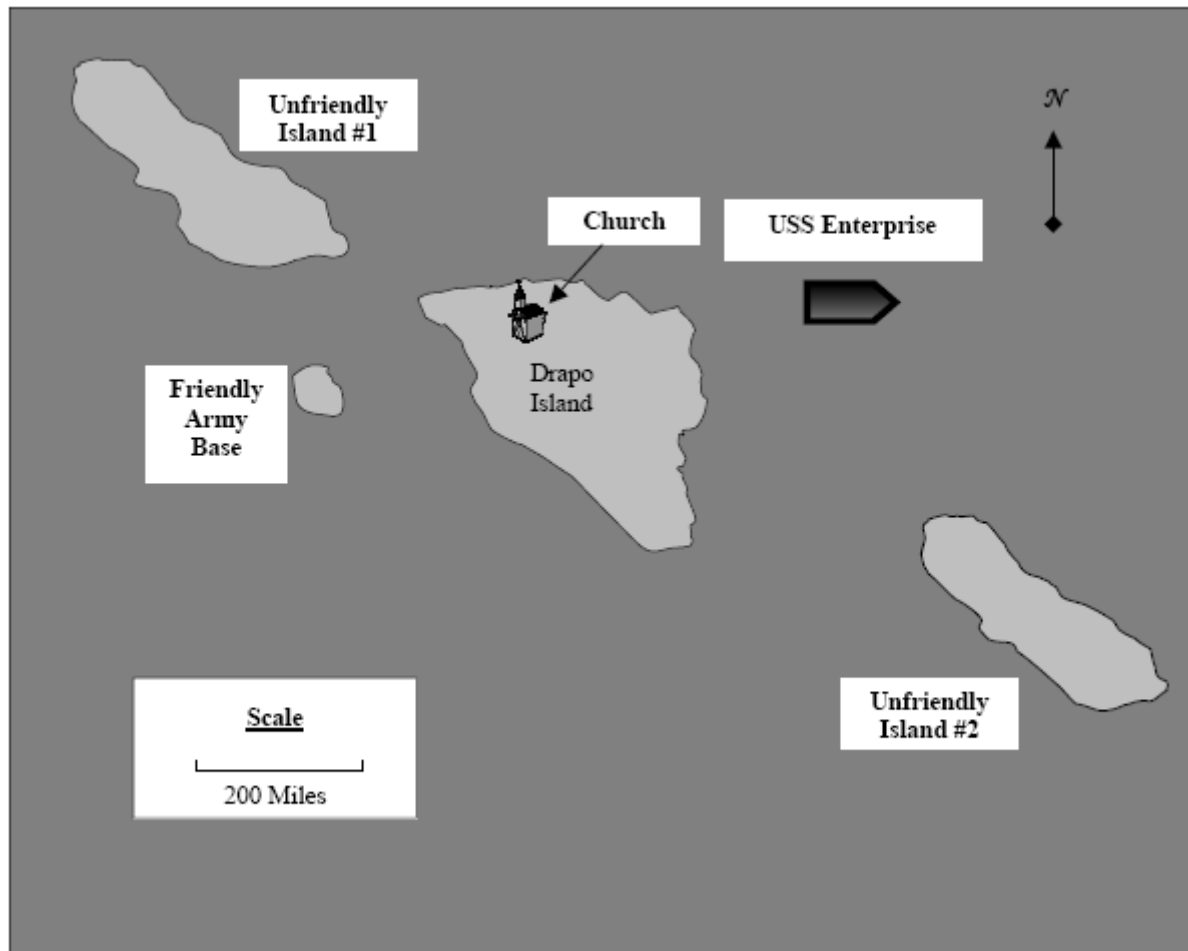 Unfriendly
Island #1
N
Church
USS Enterprise
Friendly
Army
Base
Drapo
Island
Unfriendly
Island #2
Scale
200 Miles